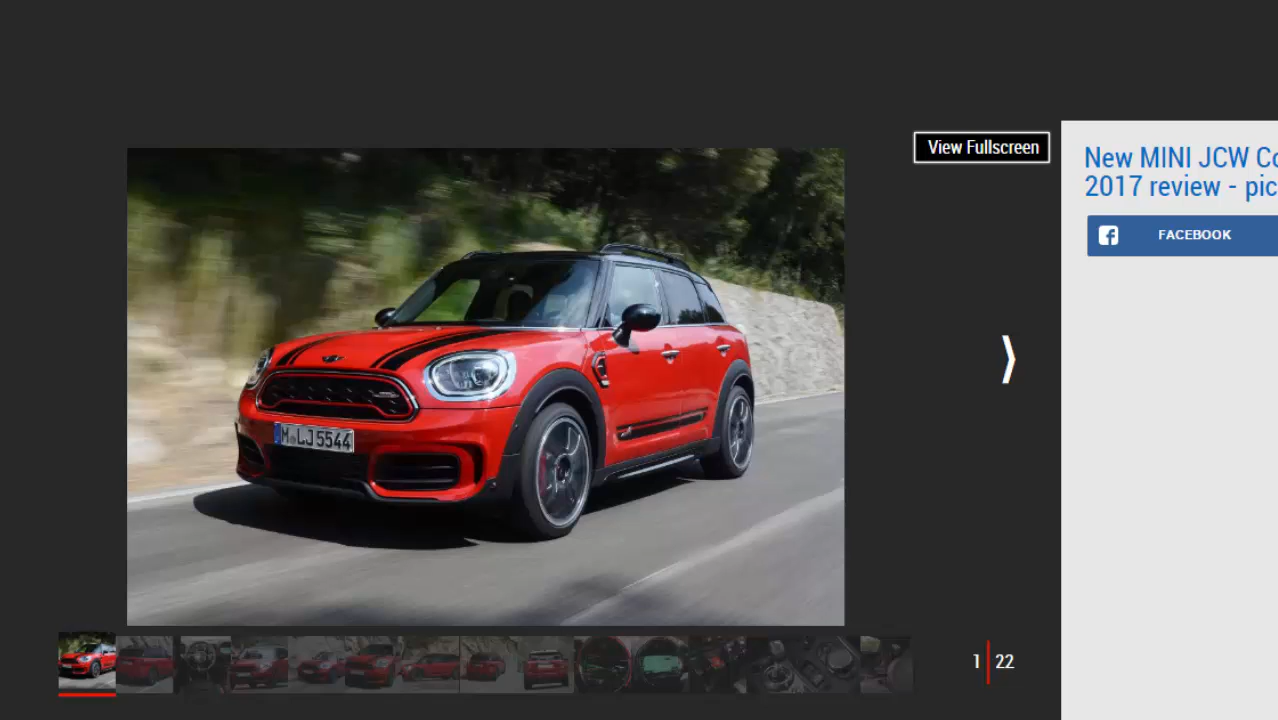 View Fullscreen
New MINI JCW Co
2017 review - pic
FACEBOOK
M LJ 5544
1 22